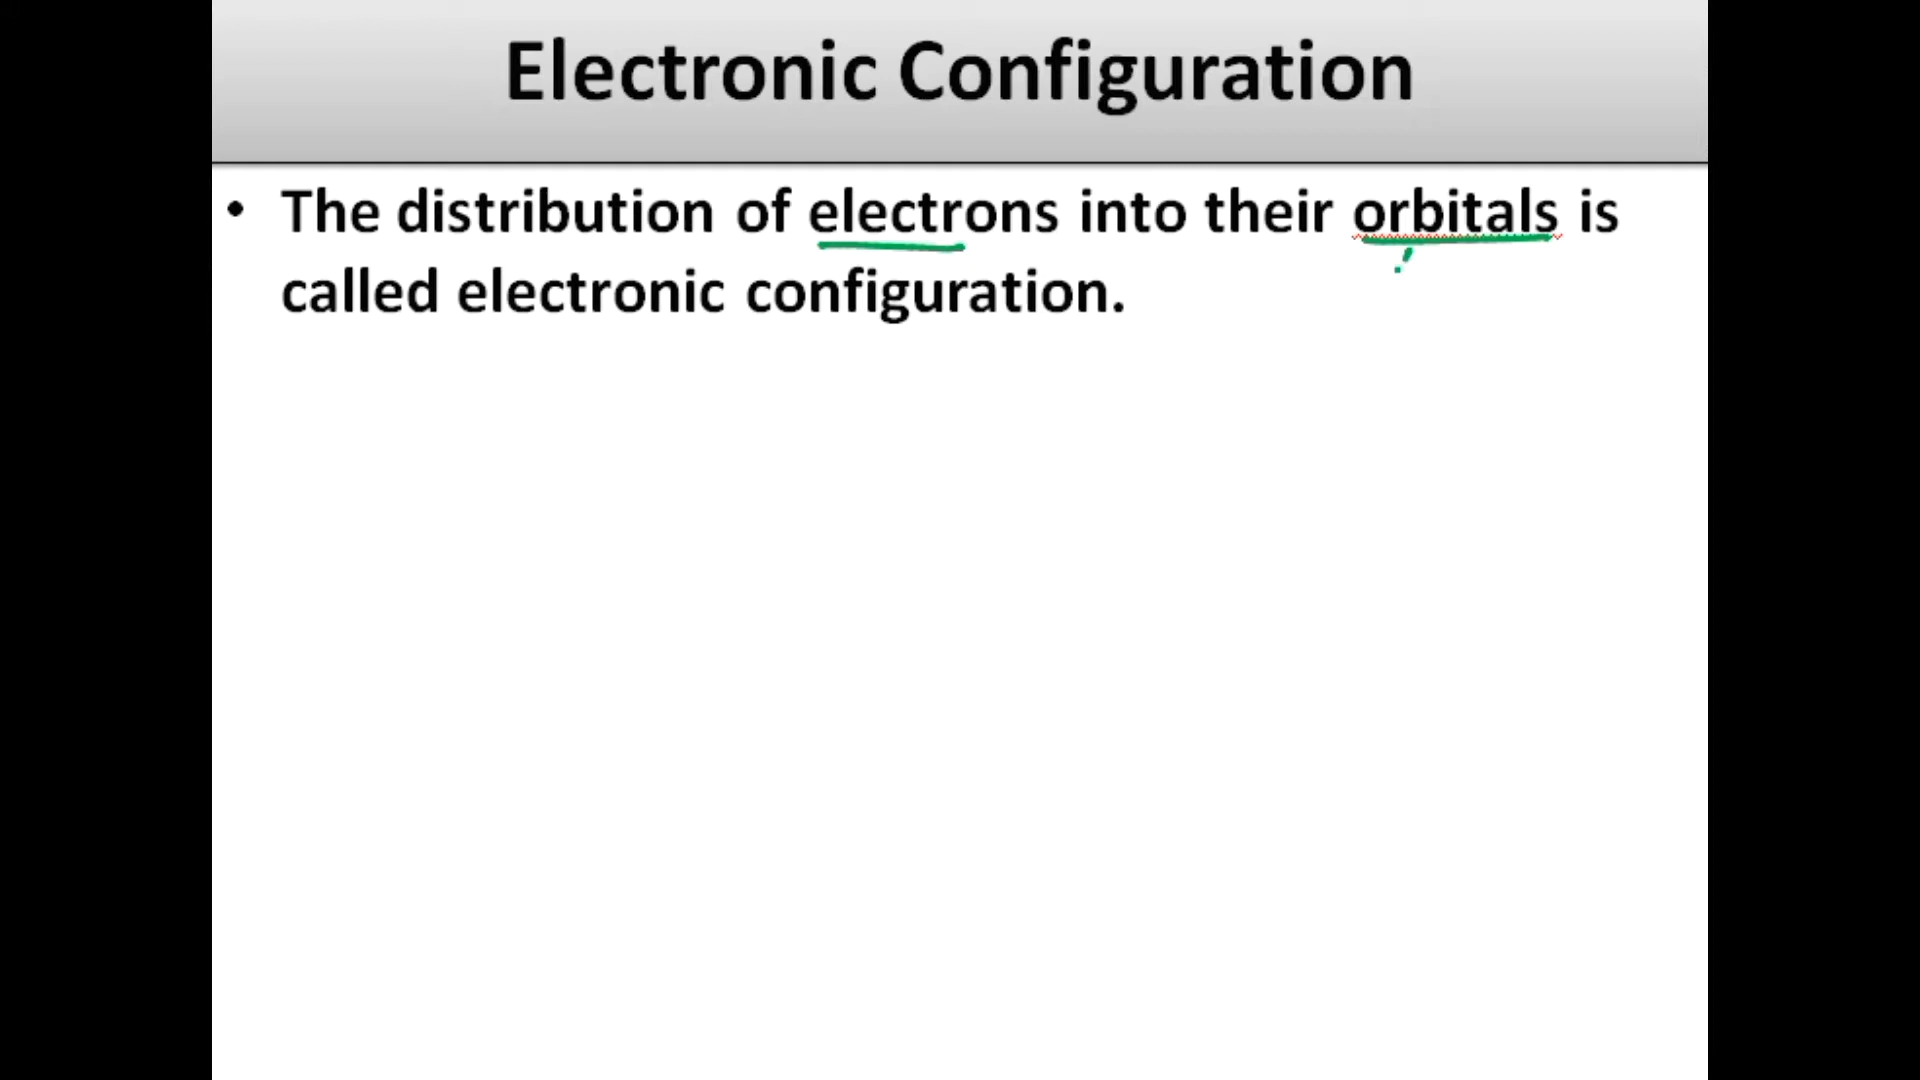 Electronic Configuration
• The distribution of electrons into their orbitals is
called electronic configuration.